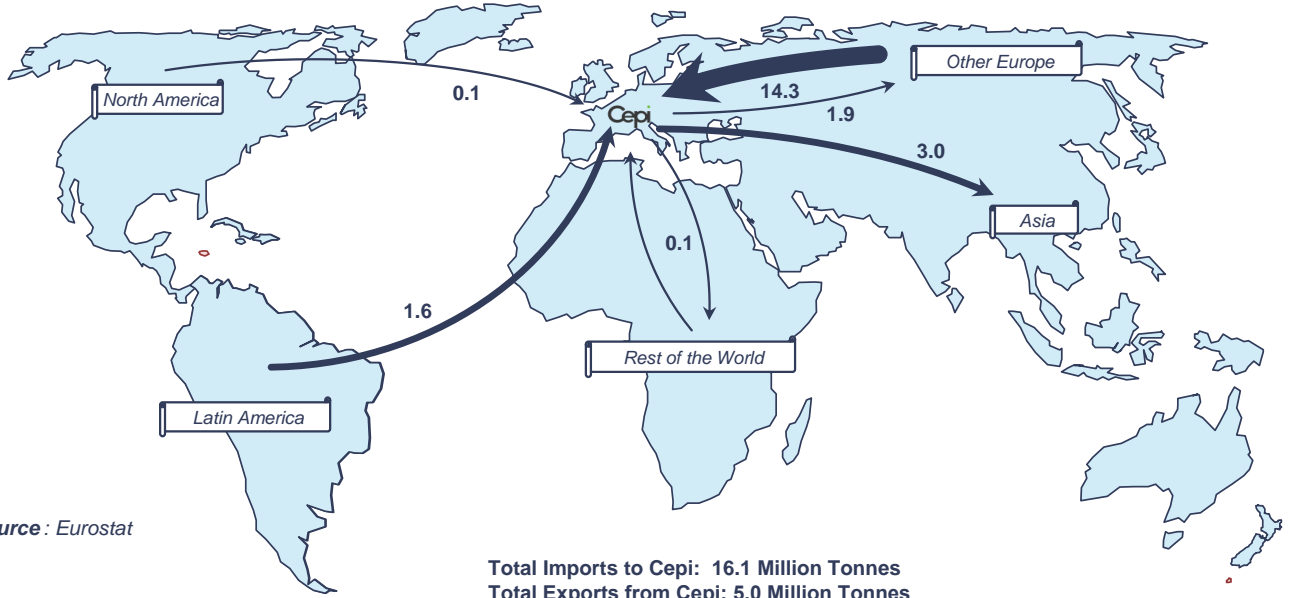 Other Europe
North America
14.3
0.1
Cepi
1.9
3.0
Asia
0.1
1.6
Rest of the World
Latin America
: Eurostat
Total Imports to Cepi: 16.1 Million Tonnes
Total Exports from Cepi: 5.0 Million Tonnes